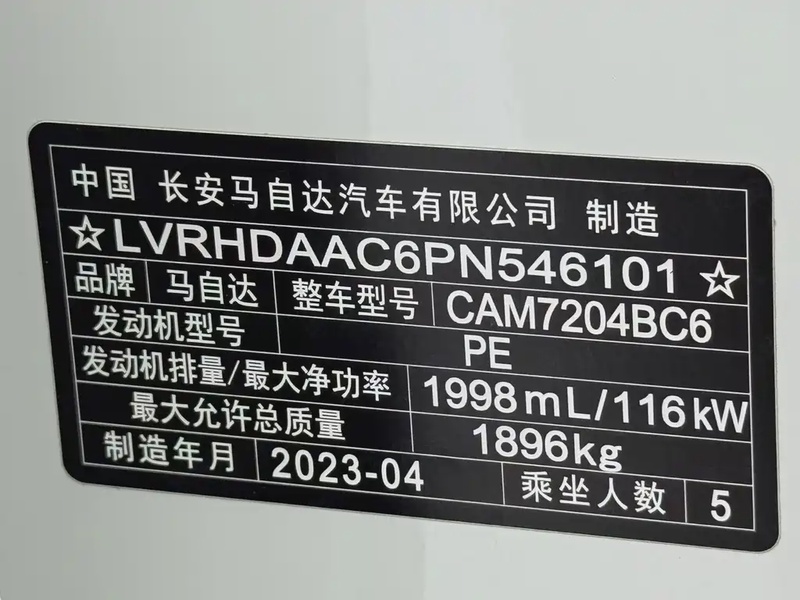 中国 长安马自达汽车有限公司 制造
☆LVRHDAAC6PN546101☆
品牌 马自达 整车型号 CAM7204BC6
发动机型号 PE
发动机排量/最大净功率 1998mL/116kW
最大允许总质量 1896kg
制造年月 2023-04 乘坐人数 5